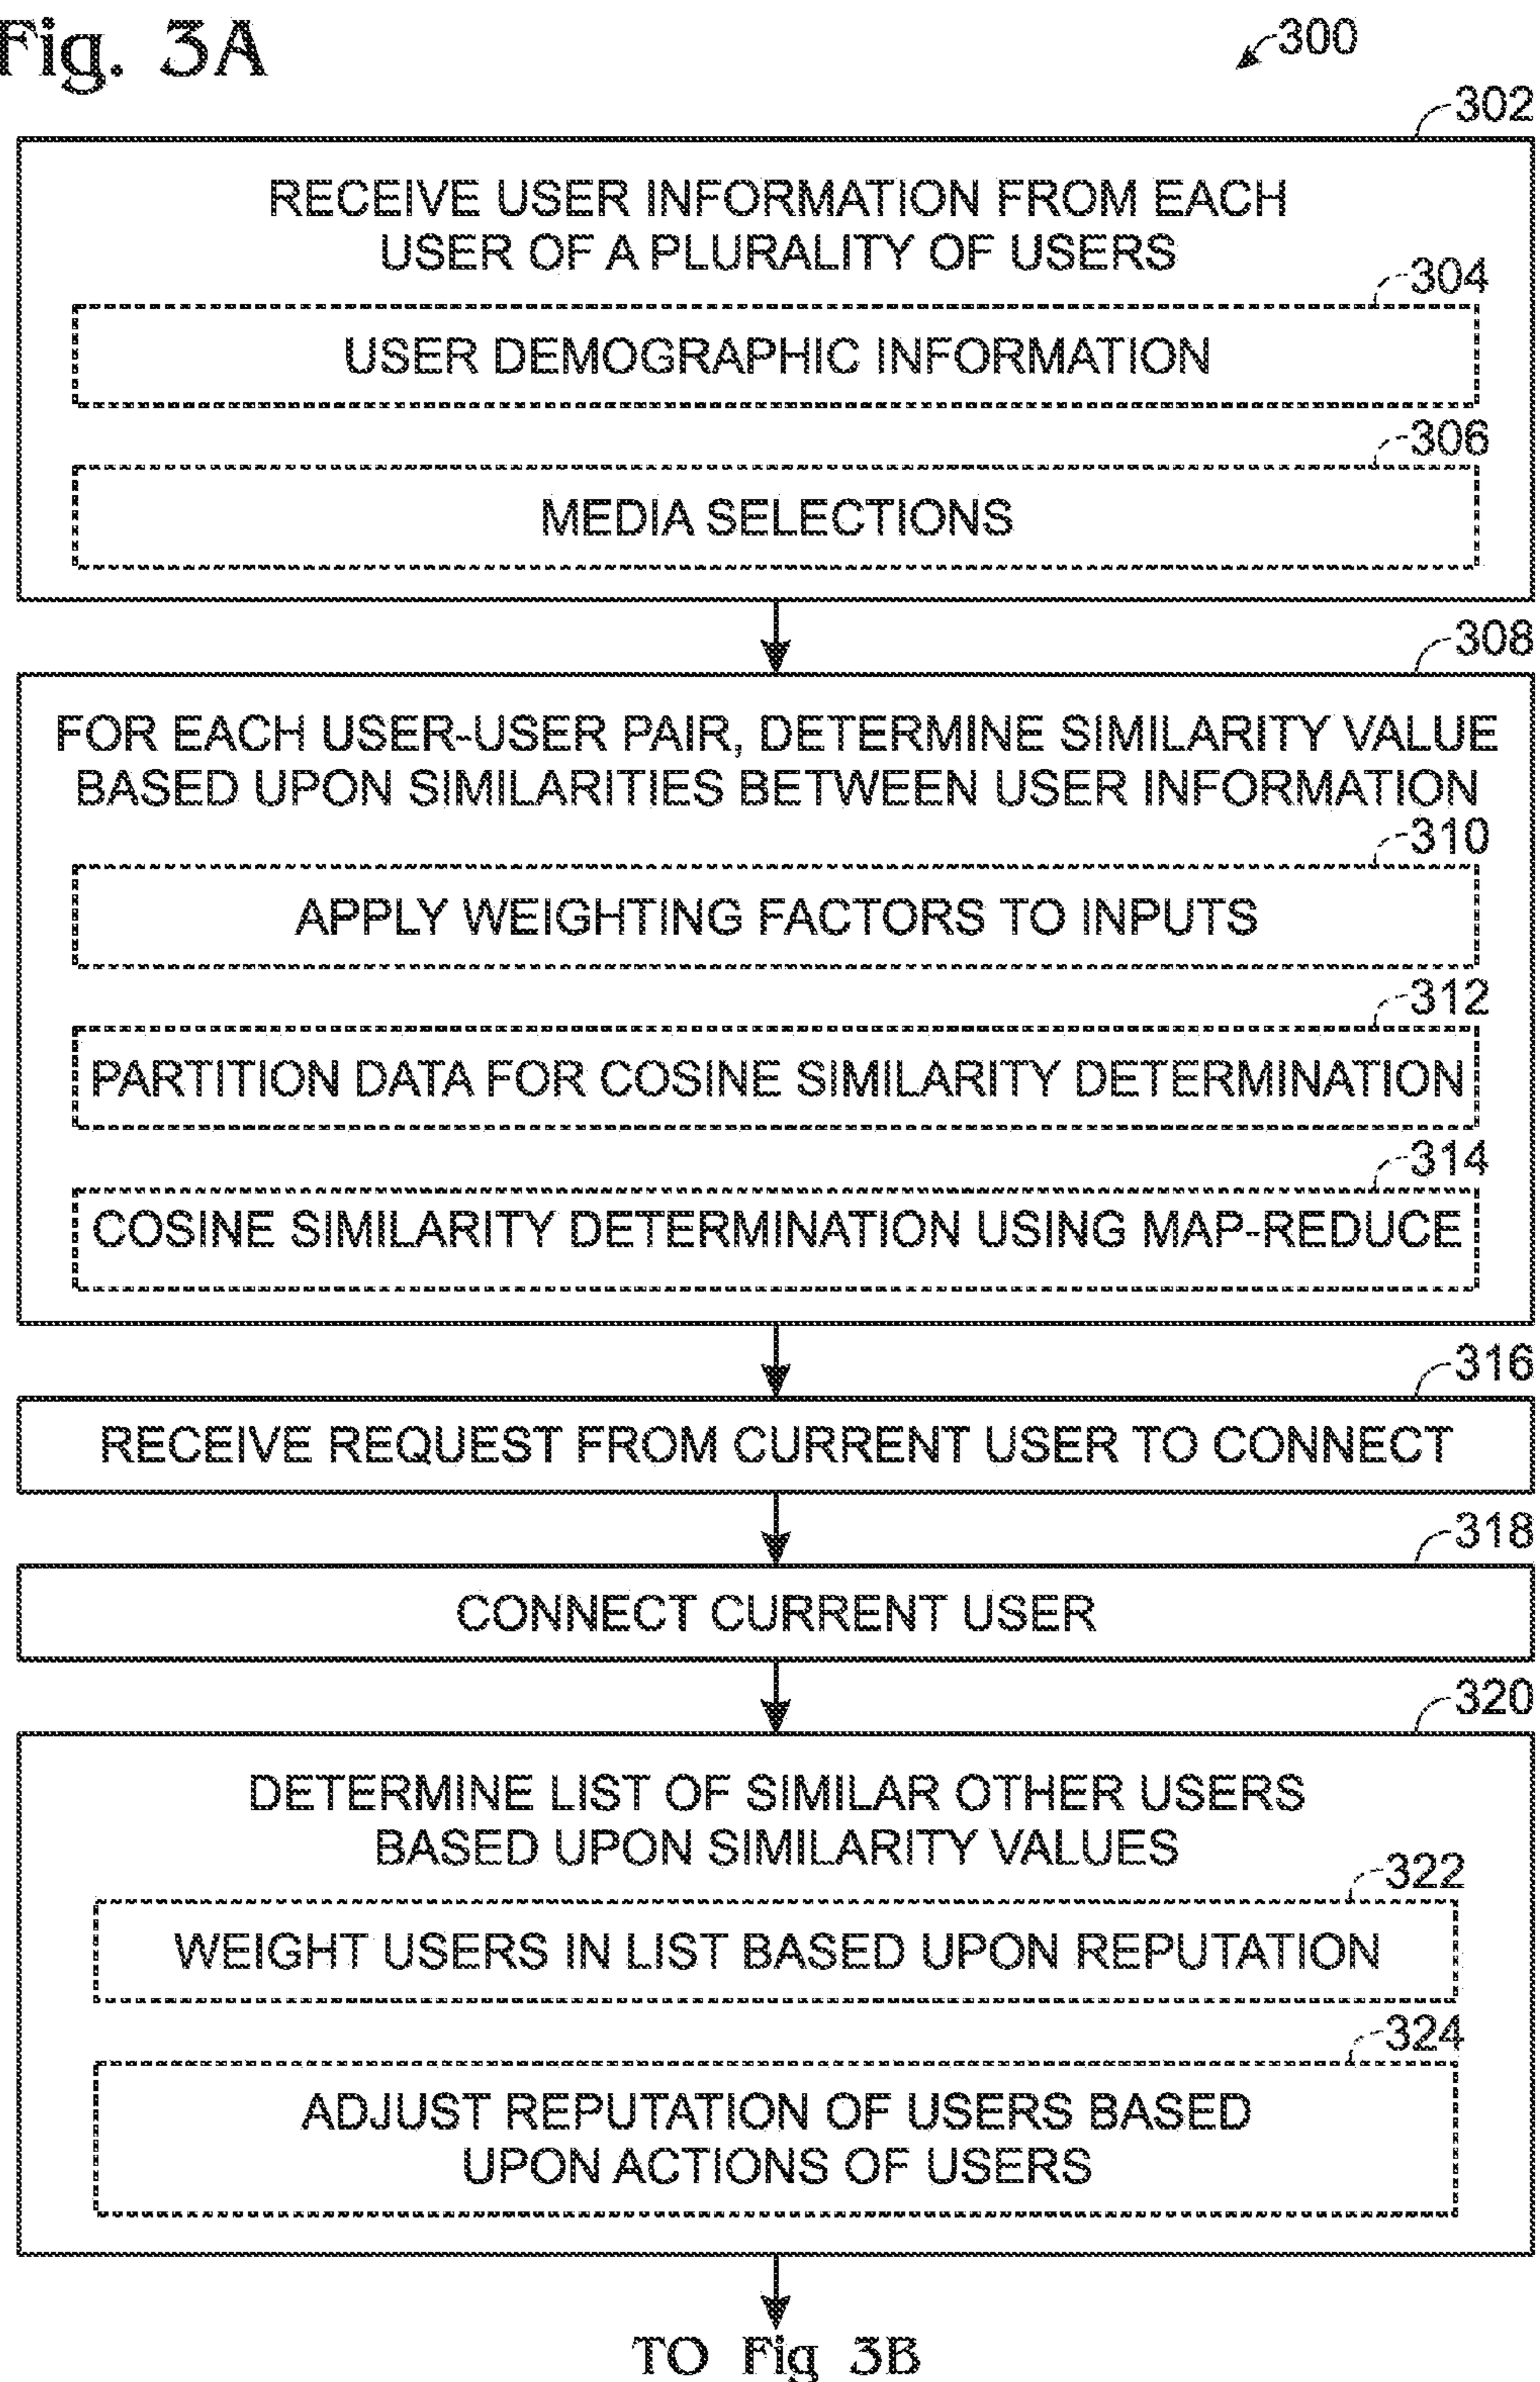 Fig. 3A
300
302
RECEIVE USER INFORMATION FROM EACH
USER OF A PLURALITY OF USERS
304
USER DEMOGRAPHIC INFORMATION
306
MEDIA SELECTIONS
308
FOR EACH USER-USER PAIR, DETERMINE SIMILARITY VALUE
BASED UPON SIMILARITIES BETWEEN USER INFORMATION
310
APPLY WEIGHTING FACTORS TO INPUTS
312
PARTITION DATA FOR COSINE SIMILARITY DETERMINATION
314
COSINE SIMILARITY DETERMINATION USING MAP-REDUCE
316
RECEIVE REQUEST FROM CURRENT USER TO CONNECT
318
CONNECT CURRENT USER
320
DETERMINE LIST OF SIMILAR OTHER USERS
BASED UPON SIMILARITY VALUES
322
WEIGHT USERS IN LIST BASED UPON REPUTATION
324
ADJUST REPUTATION OF USERS BASED
UPON ACTIONS OF USERS
TO Fig 3B